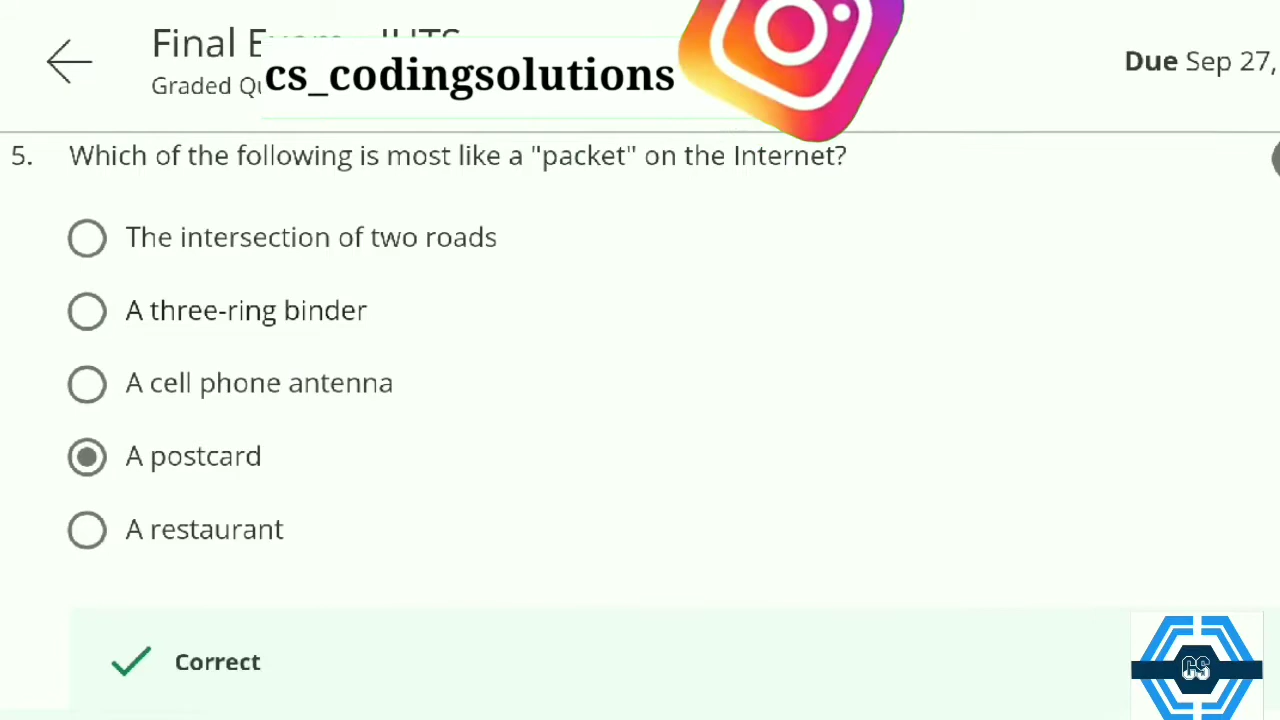 Final
Graded
cs_codingsolutions
Due Sep 27,
5. Which of the following is most like a "packet" on the Internet?
The intersection of two roads
A three-ring binder
A cell phone antenna
A postcard
A restaurant
Correct
CS